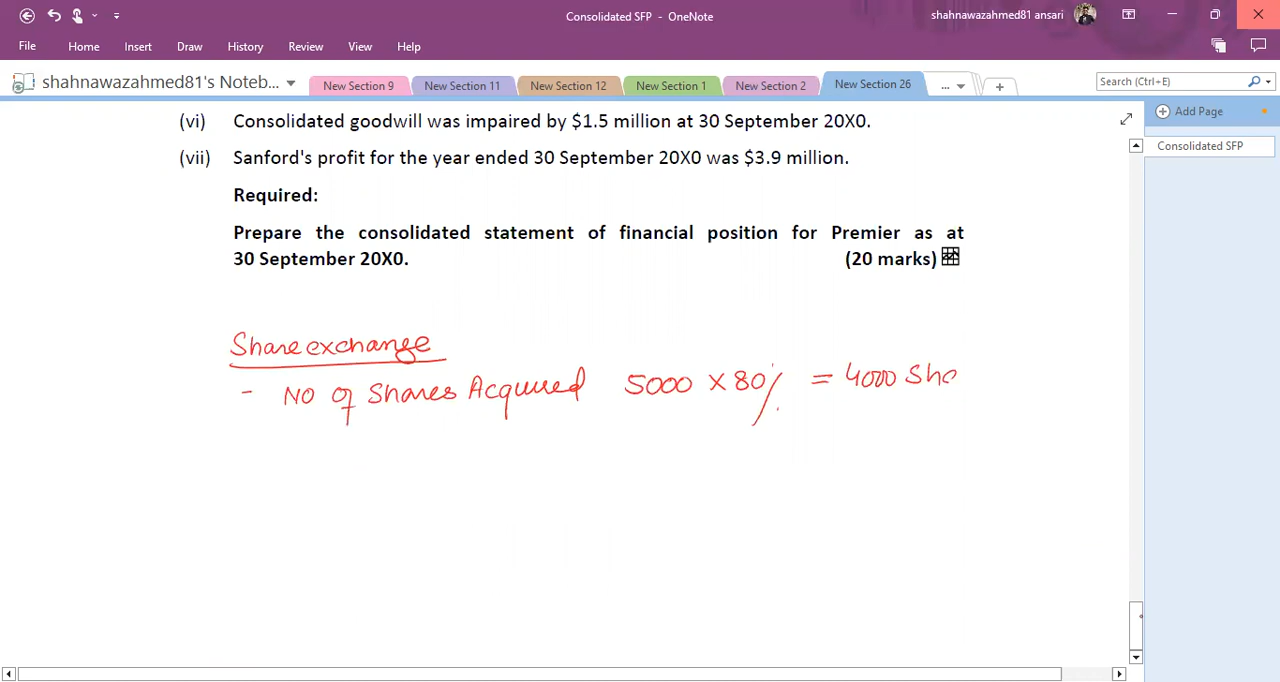 Consolidated SFP - OneNote
shahnawazahmed81 ansari
File Home Insert Draw History Review View Help
shahnawazahmed81's Noteb... New Section 9 New Section 11 New Section 12 New Section 1 New Section 2 New Section 26 ... + Search (Ctrl+E)
Add Page
Consolidated SFP
(vi) Consolidated goodwill was impaired by $1.5 million at 30 September 20X0.
(vii) Sanford's profit for the year ended 30 September 20X0 was $3.9 million.
Required:
Prepare the consolidated statement of financial position for Premier as at
30 September 20X0. (20 marks)
Share exchange
- No of Shares Acquired 5000 x 80% = 4000 Sha